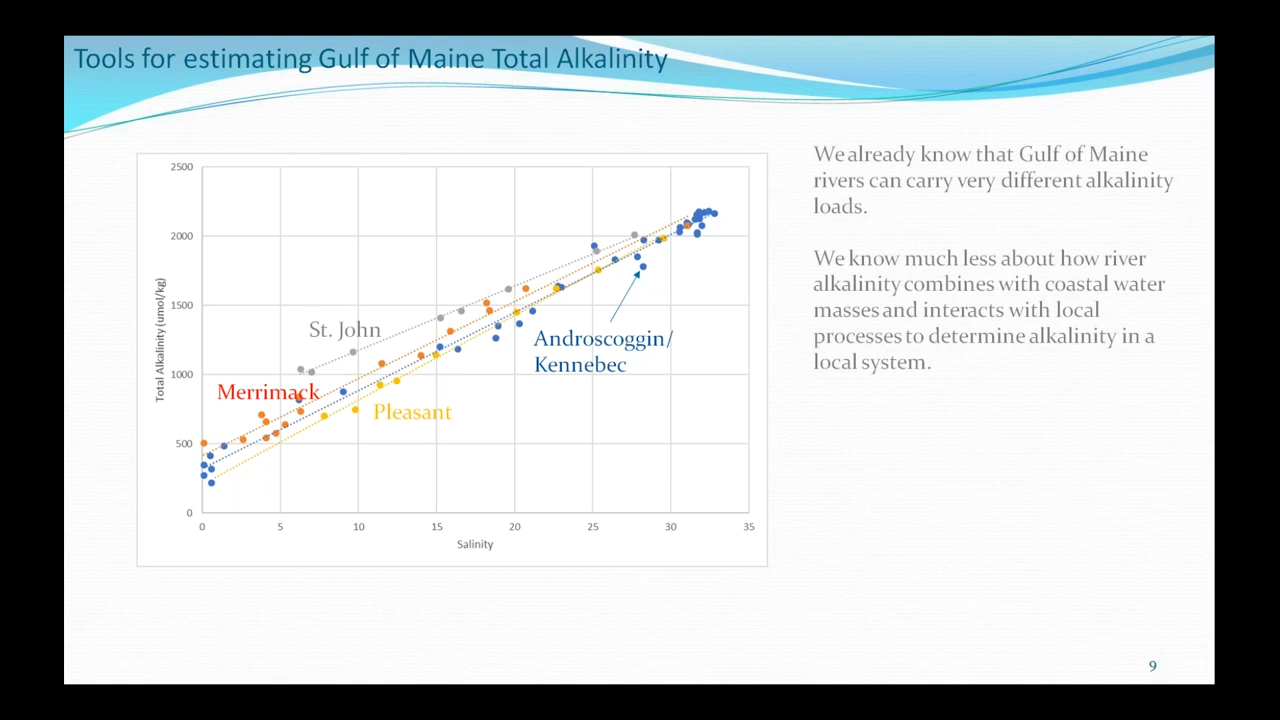 Tools for estimating Gulf of Maine Total Alkalinity
We already know that Gulf of Maine
rivers can carry very different alkalinity
loads.
We know much less about how river
alkalinity combines with coastal water
masses and interacts with local
processes to determine alkalinity in a
local system.
Total Alkalinity (umol/kg)
2500
2000
1500
1000
500
0
St. John
Androscoggin/
Kennebec
Merrimack
Pleasant
0 5 10 15 20 25 30 35
Salinity
9